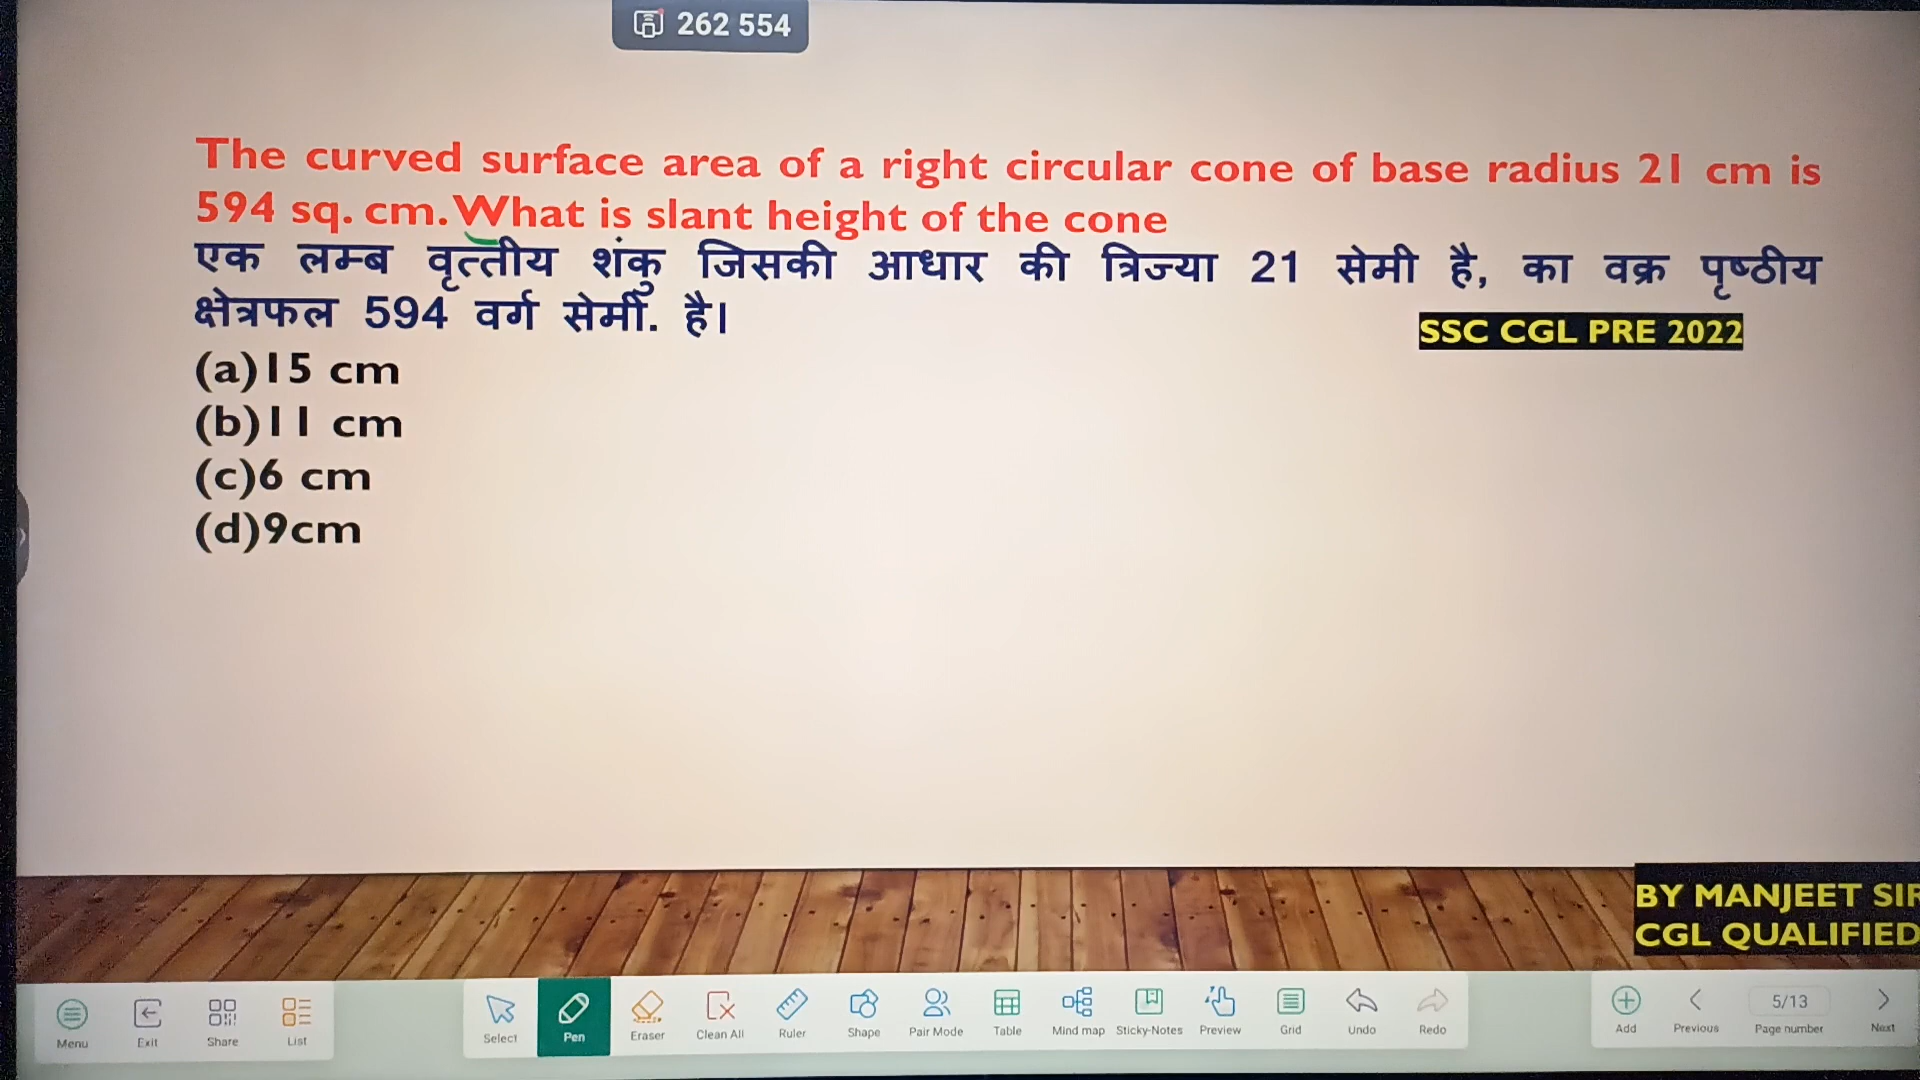 262 554
The curved surface area of a right circular cone of base radius 21 cm is
594 sq. cm. What is slant height of the cone
एक लम्ब वृत्तीय शंकु जिसकी आधार की त्रिज्या 21 सेमी है, का वक्र पृष्ठीय
क्षेत्रफल 594 वर्ग सेमी. है।
SSC CGL PRE 2022
(a)15 cm
(b)11 cm
(c)6 cm
(d)9cm
BY MANJEET SIR
CGL QUALIFIED
Menu Exit Share List Select Pen Eraser Clean All Ruler Shape Pair Mode Table Mind map Sticky-Notes Preview Grid Undo Redo Add Previous 5/13 Page number Next